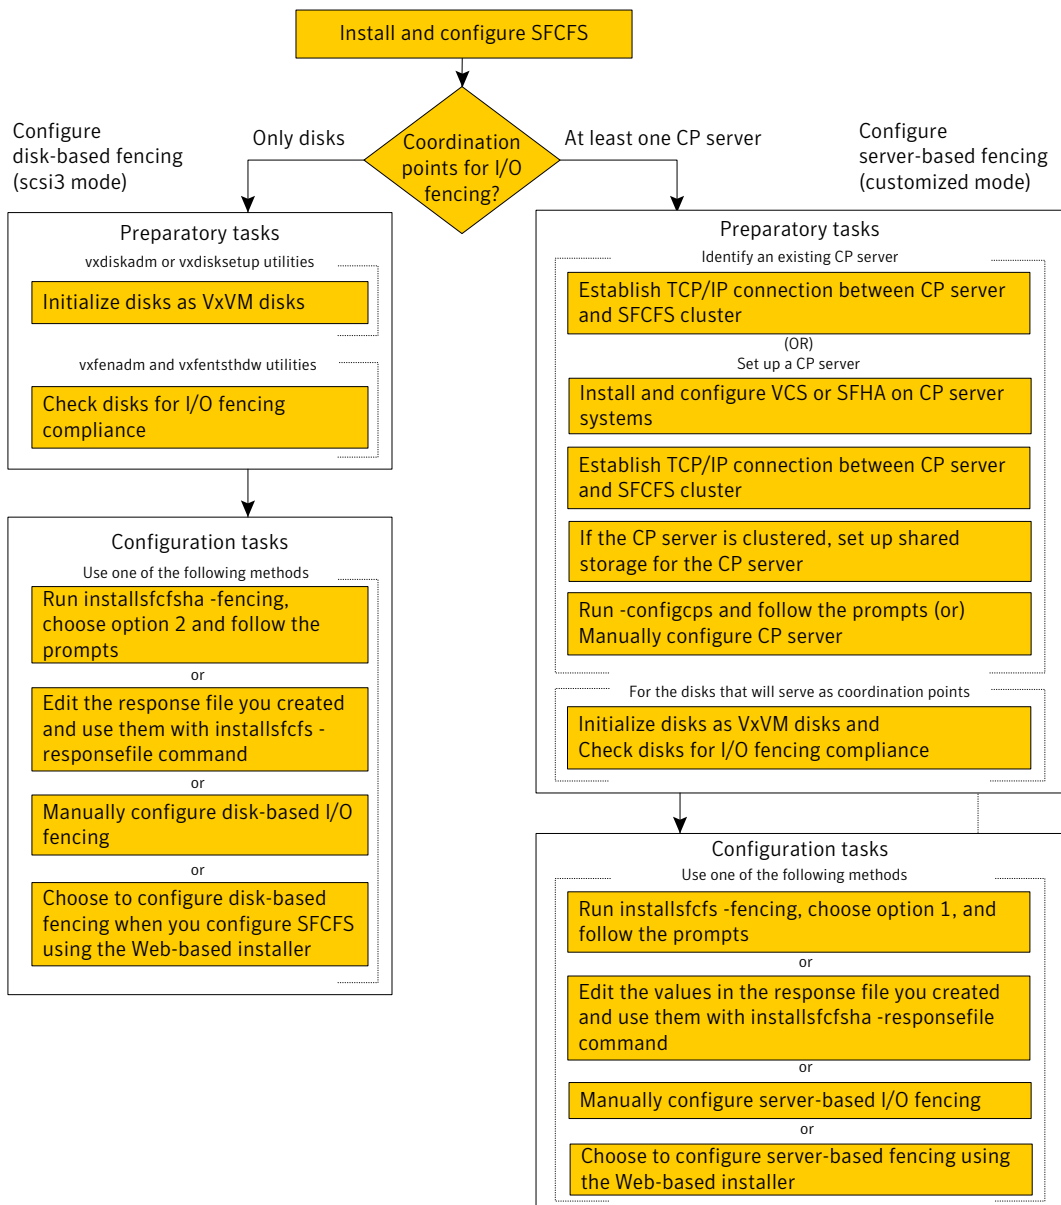 Install and configure SFCFS
Coordination
points for I/O
fencing?
Only disks
At least one CP server
Configure
disk-based fencing
(scsi3 mode)
Configure
server-based fencing
(customized mode)
Preparatory tasks
vxdiskadm or vxdisksetup utilities
Initialize disks as VxVM disks
vxfenadm and vxfentsthdw utilities
Check disks for I/O fencing
compliance
Configuration tasks
Use one of the following methods
Run installsfcfsha -fencing,
choose option 2 and follow the
prompts
or
Edit the response file you created
and use them with installsfcfs -
responsefile command
or
Manually configure disk-based I/O
fencing
or
Choose to configure disk-based
fencing when you configure SFCFS
using the Web-based installer
Preparatory tasks
Identify an existing CP server
Establish TCP/IP connection between CP server
and SFCFS cluster
(OR)
Set up a CP server
Install and configure VCS or SFHA on CP server
systems
Establish TCP/IP connection between CP server
and SFCFS cluster
If the CP server is clustered, set up shared
storage for the CP server
Run -configcps and follow the prompts (or)
Manually configure CP server
For the disks that will serve as coordination points
Initialize disks as VxVM disks and
Check disks for I/O fencing compliance
Configuration tasks
Use one of the following methods
Run installsfcfs -fencing, choose option 1, and
follow the prompts
or
Edit the values in the response file you created
and use them with installsfcfsha -responsefile
command
or
Manually configure server-based I/O fencing
or
Choose to configure server-based fencing using
the Web-based installer